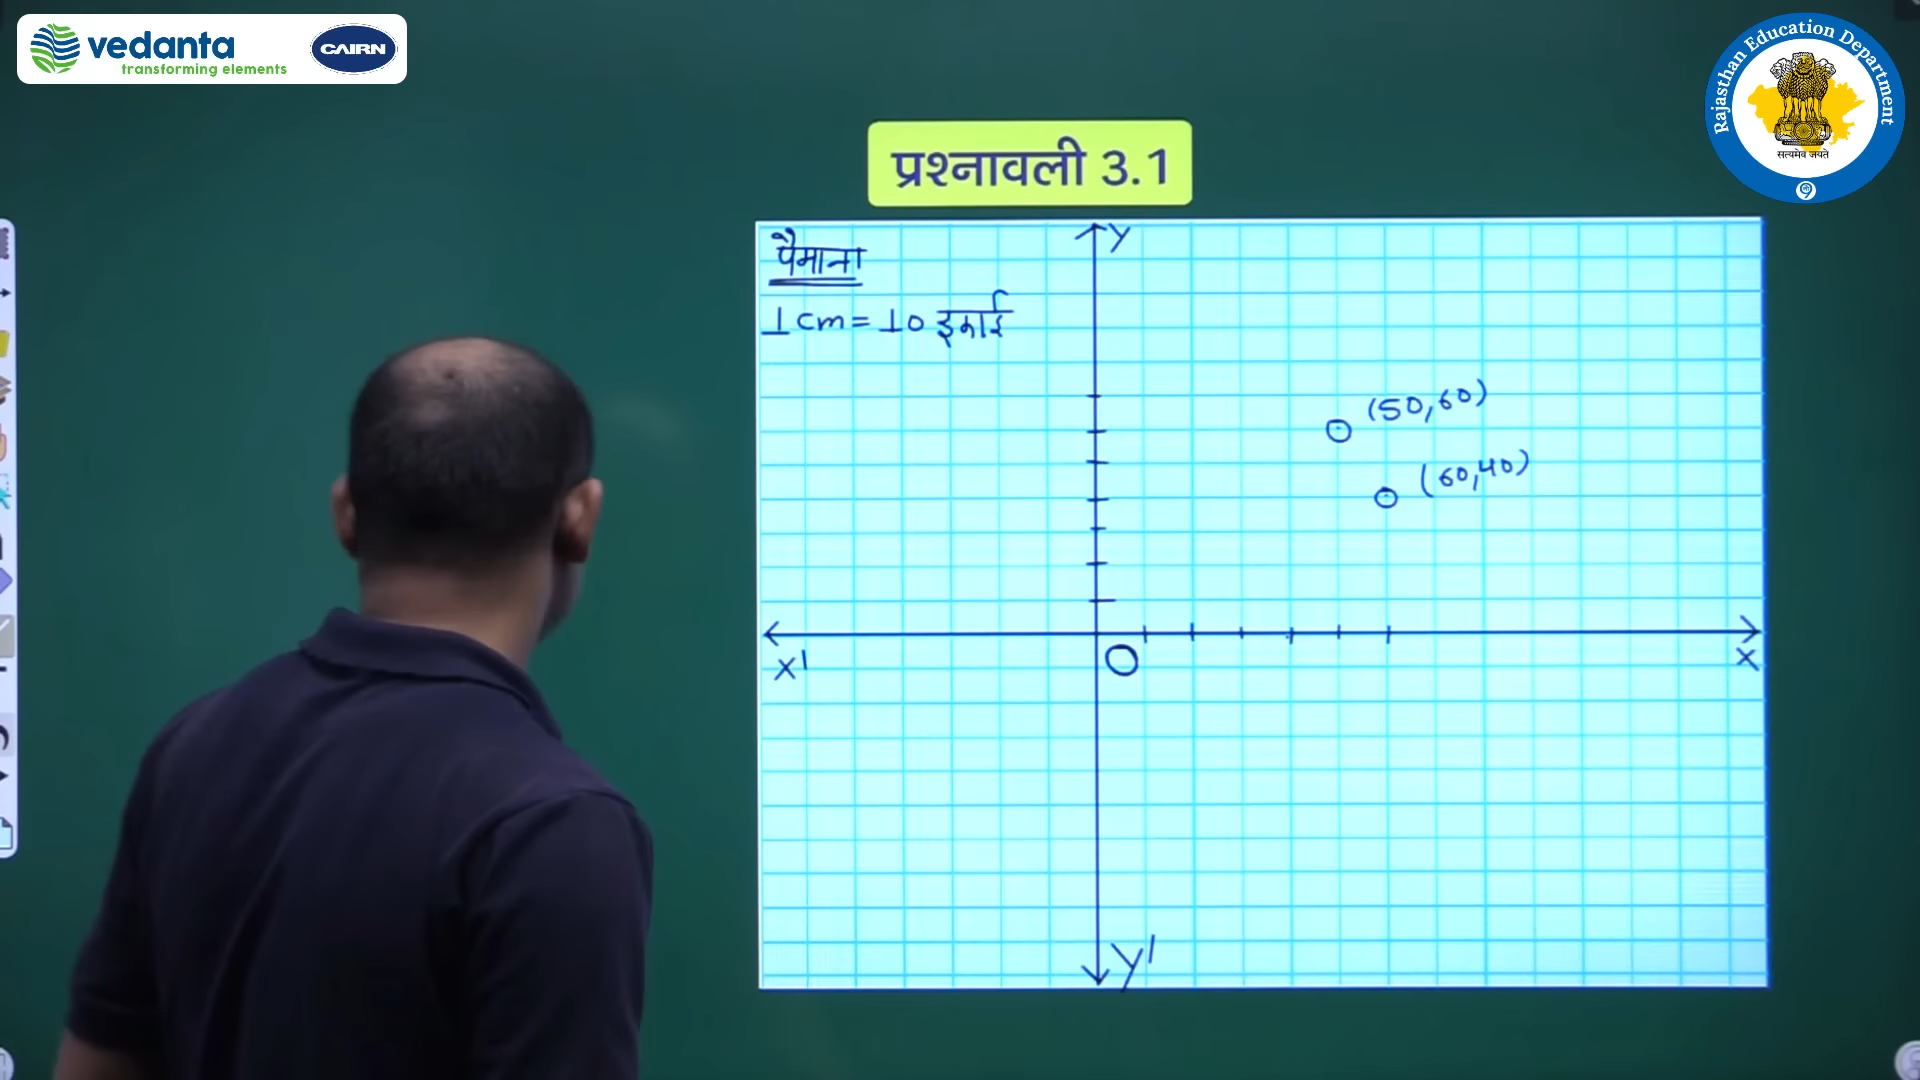 vedanta
transforming elements
CAIRN
Rajasthan Education Department
सत्यमेव जयते
प्रश्नावली 3.1
पैमाना
1 cm = 10 इकाई
Y
(50,60)
(60,40)
X'
O
X
Y'